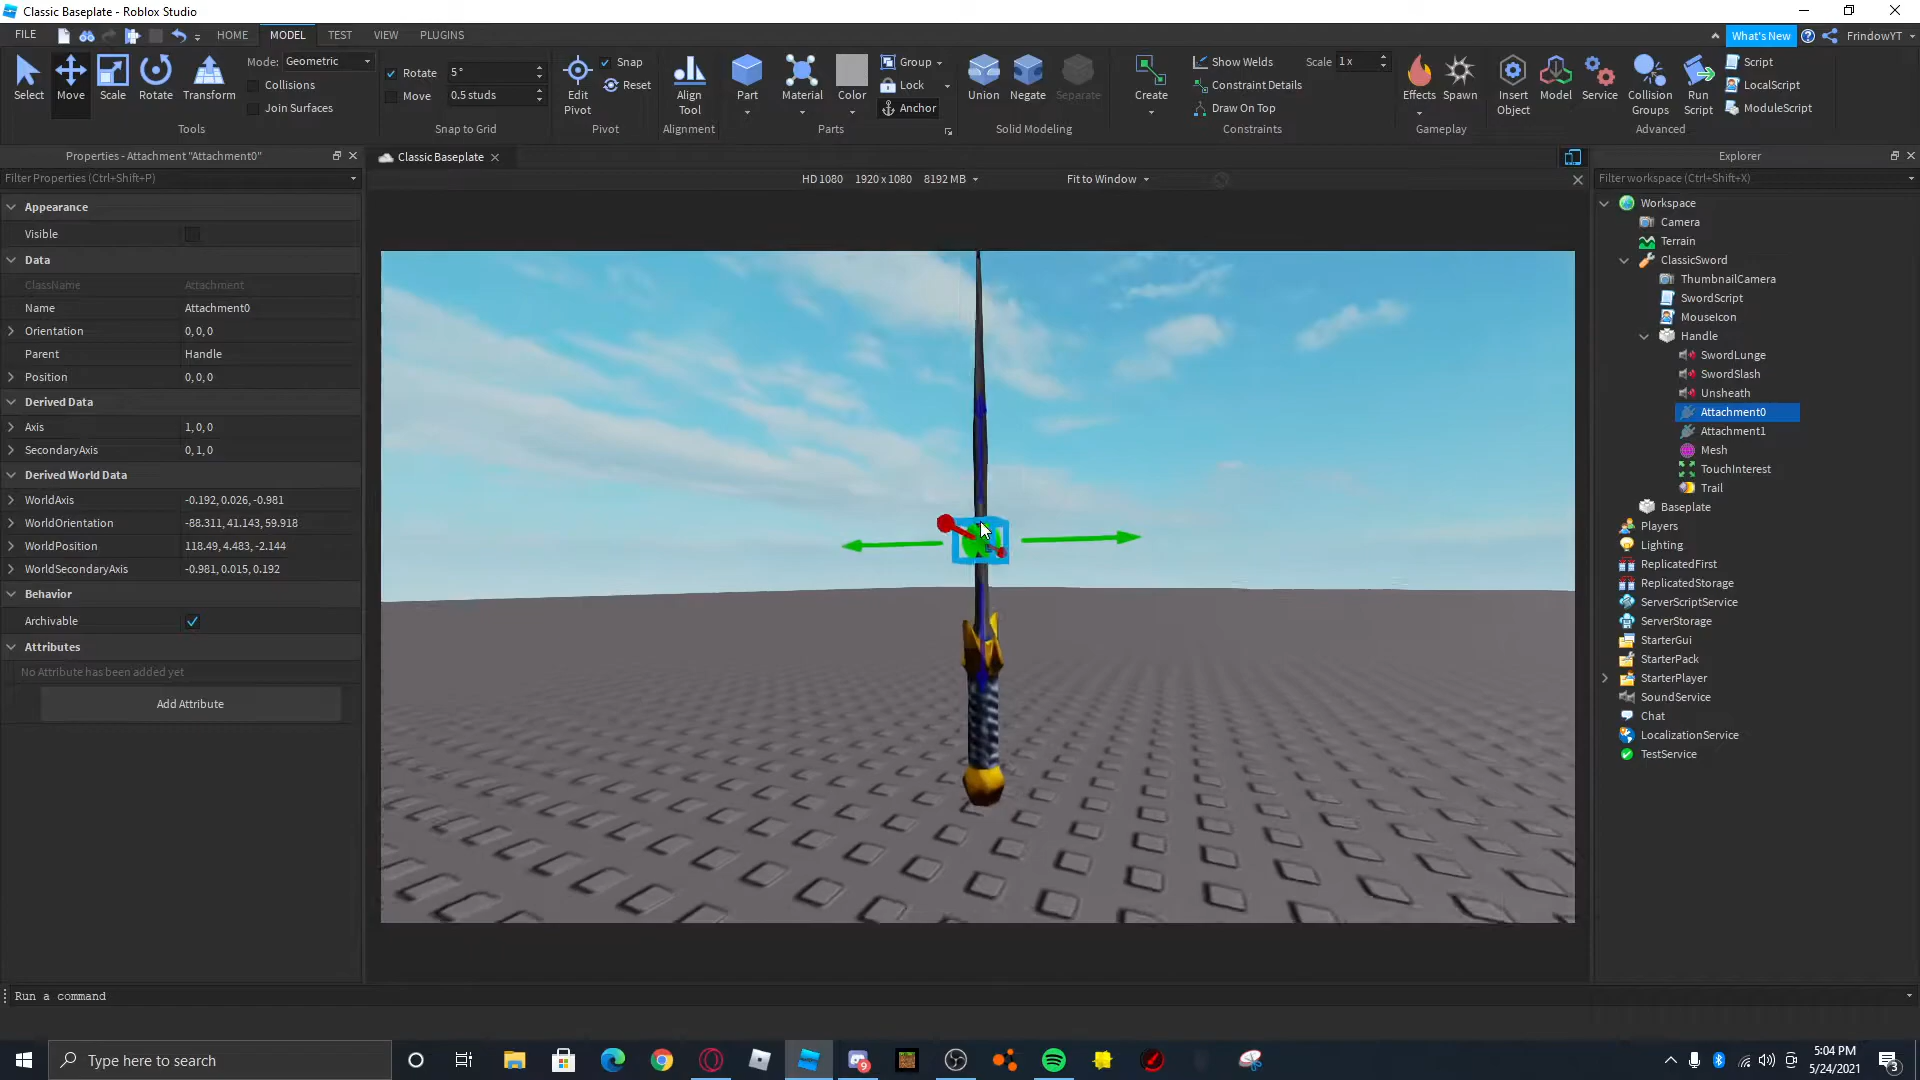 Classic Baseplate - Roblox Studio
FILE HOME MODEL TEST VIEW PLUGINS What's New FrindowYT
Select Move Scale Rotate Transform
Mode: Geometric
Collisions
Join Surfaces
Tools
Rotate 5°
Move 0.5 studs
Snap to Grid
Edit Pivot
Snap
Reset
Pivot
Align Tool
Alignment
Part Material Color
Group
Lock
Anchor
Parts
Union Negate Separate
Solid Modeling
Create
Show Welds
Constraint Details
Draw On Top
Scale 1 x
Constraints
Effects Spawn
Gameplay
Insert Object
Model Service
Collision Groups
Run Script
Script
LocalScript
ModuleScript
Advanced
Properties - Attachment "Attachment0"
Filter Properties (Ctrl+Shift+P)
Appearance
Visible
Data
ClassName Attachment
Name Attachment0
Orientation 0, 0, 0
Parent Handle
Position 0, 0, 0
Derived Data
Axis 1, 0, 0
SecondaryAxis 0, 1, 0
Derived World Data
WorldAxis -0.192, 0.026, -0.981
WorldOrientation -88.311, 41.143, 59.918
WorldPosition 118.49, 4.483, -2.144
WorldSecondaryAxis -0.981, 0.015, 0.192
Behavior
Archivable
Attributes
No Attribute has been added yet
Add Attribute
Classic Baseplate
HD 1080 1920 x 1080 8192 MB
Fit to Window
Explorer
Filter workspace (Ctrl+Shift+X)
Workspace
Camera
Terrain
ClassicSword
ThumbnailCamera
SwordScript
MouseIcon
Handle
SwordLunge
SwordSlash
Unsheath
Attachment0
Attachment1
Mesh
TouchInterest
Trail
Baseplate
Players
Lighting
ReplicatedFirst
ReplicatedStorage
ServerScriptService
ServerStorage
StarterGui
StarterPack
StarterPlayer
SoundService
Chat
LocalizationService
TestService
Run a command
Type here to search
9
5:04 PM
5/24/2021
3